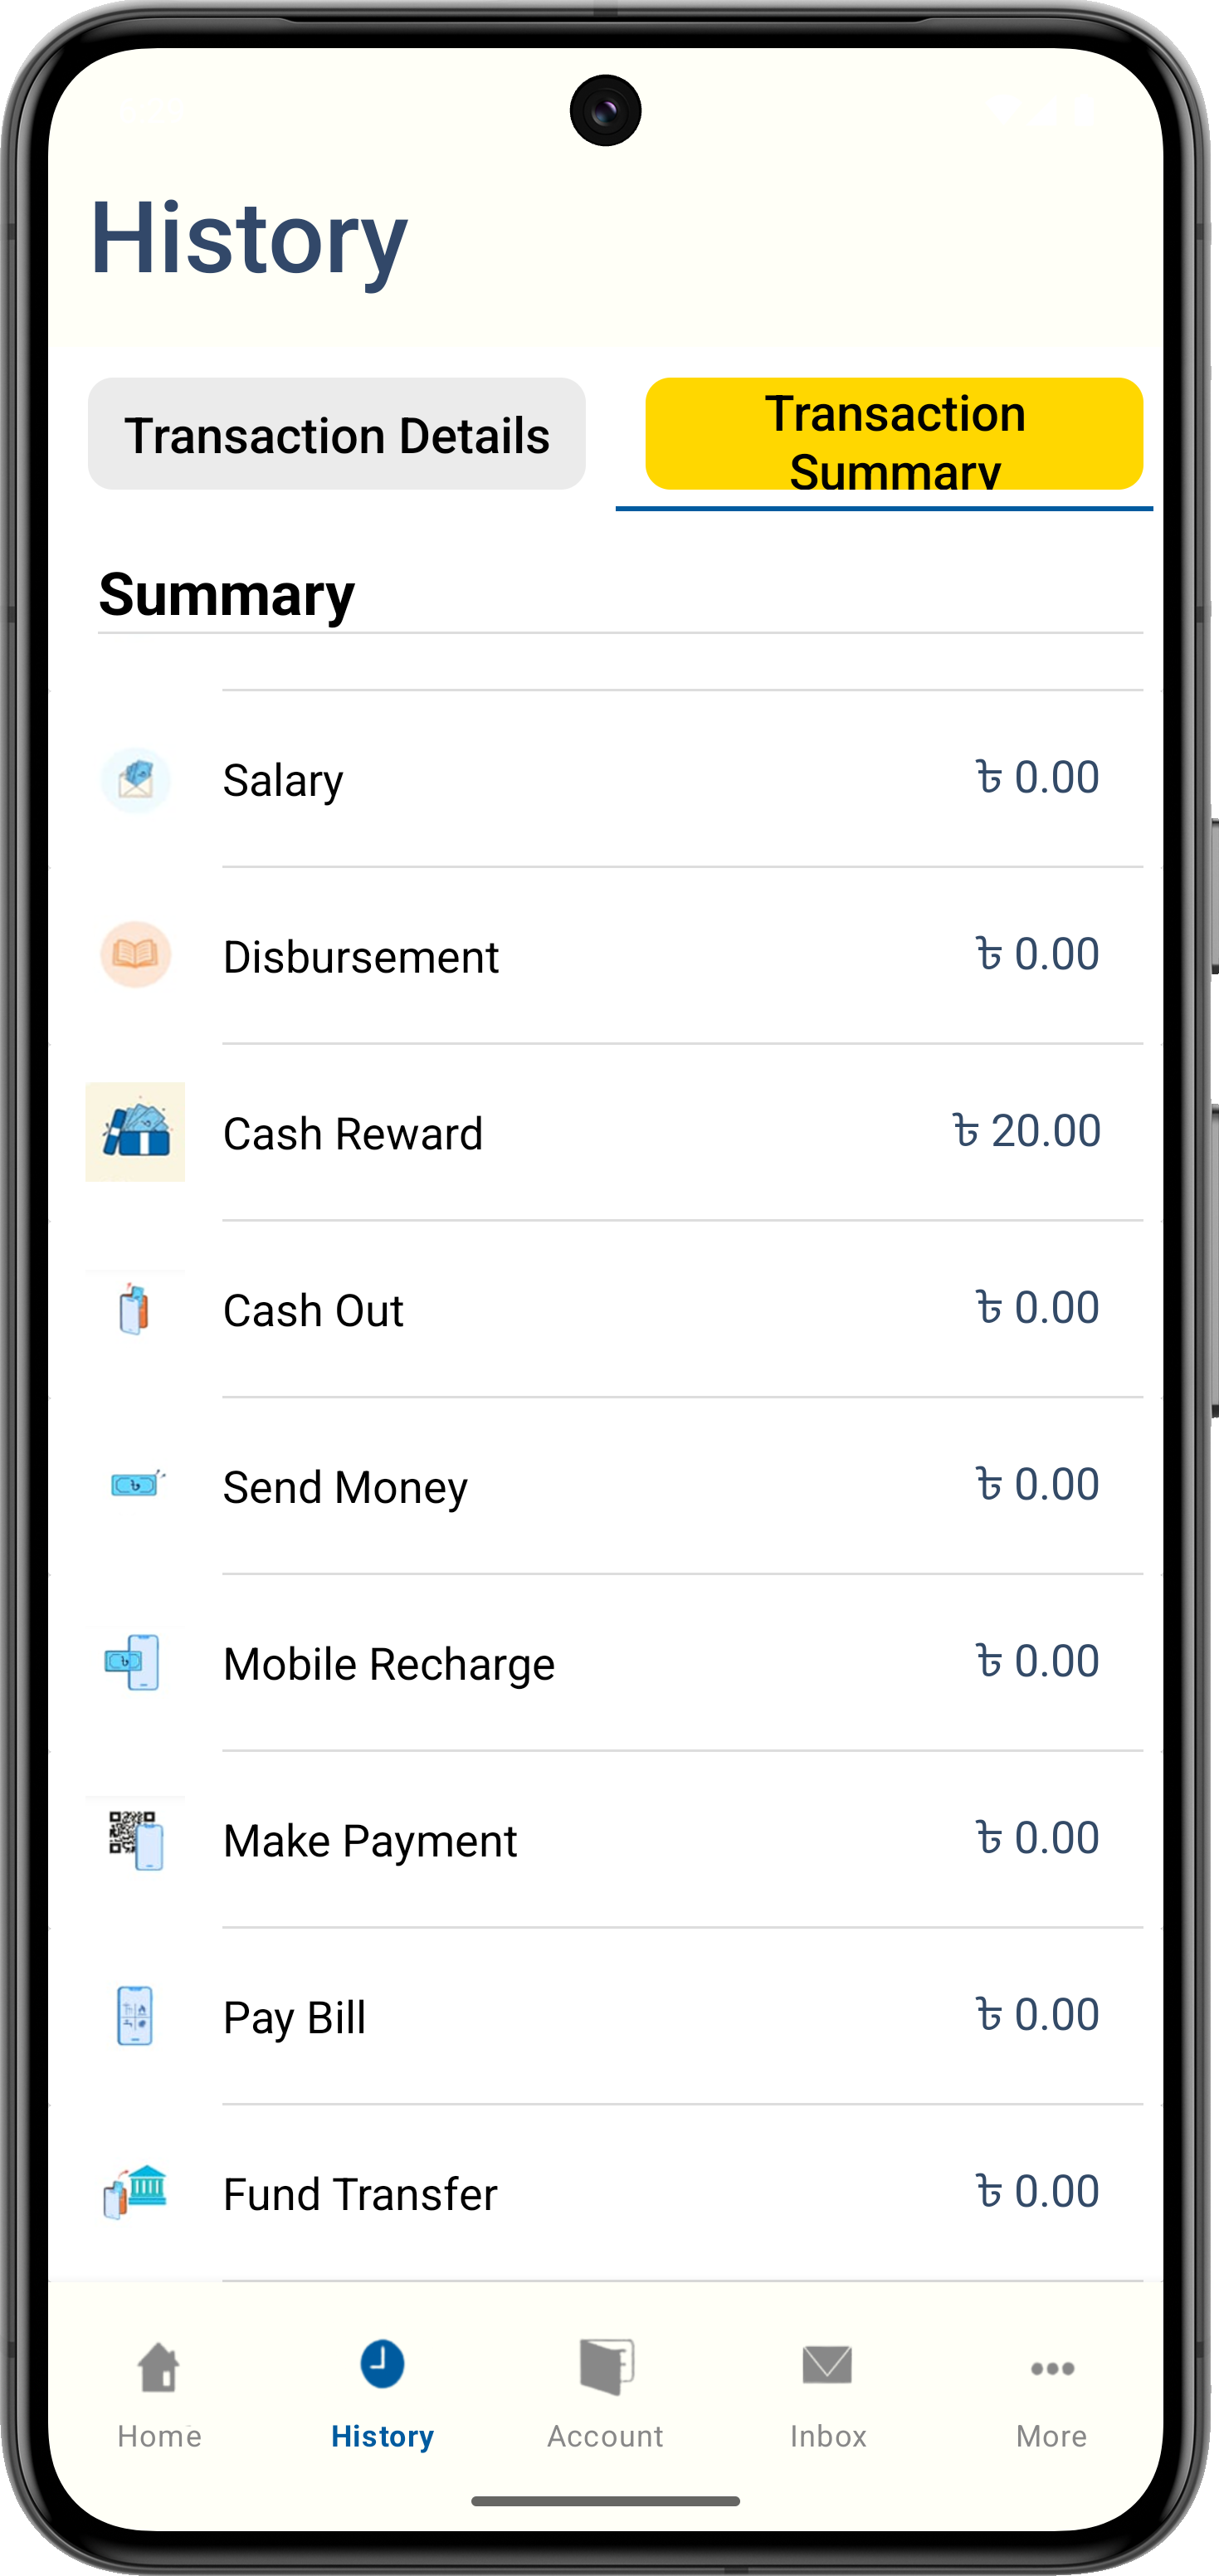 History
Transaction Details
Transaction
Summary
Summary
Salary ৳ 0.00
Disbursement ৳ 0.00
Cash Reward ৳ 20.00
Cash Out ৳ 0.00
Send Money ৳ 0.00
Mobile Recharge ৳ 0.00
Make Payment ৳ 0.00
Pay Bill ৳ 0.00
Fund Transfer ৳ 0.00
Home History Account Inbox More